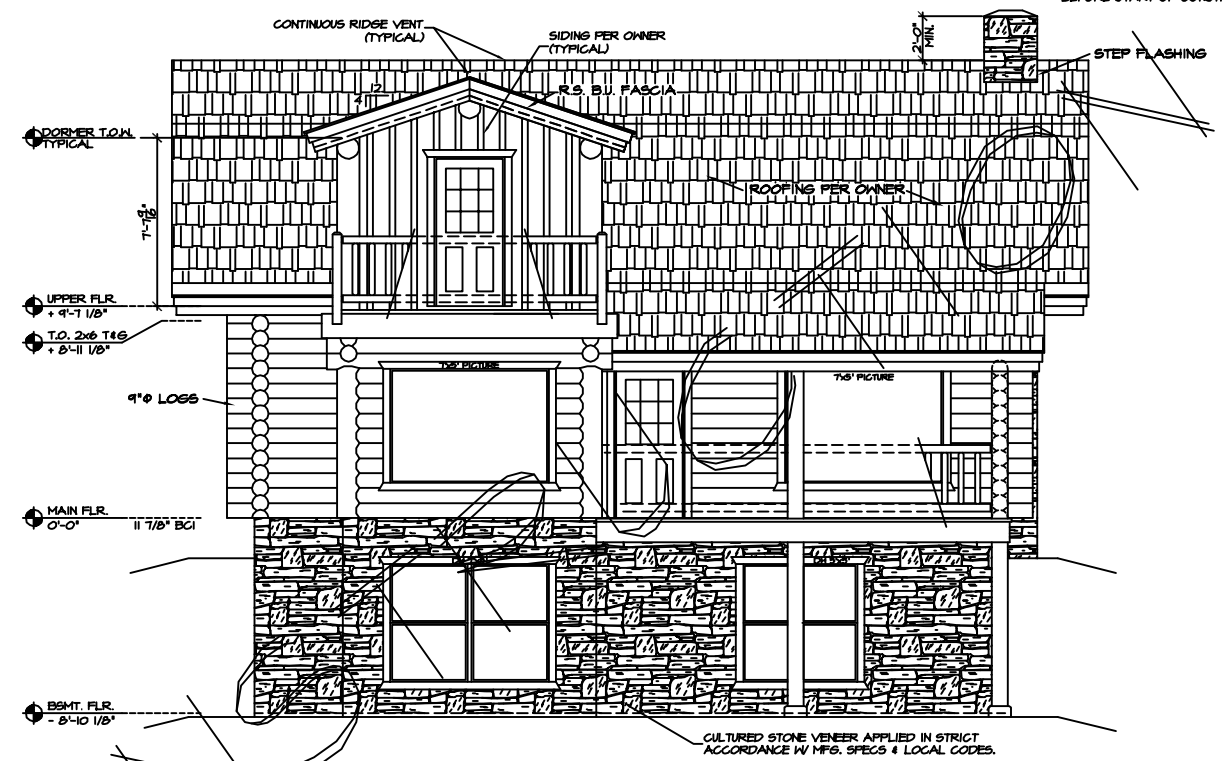 CONTINUOUS RIDGE VENT
(TYPICAL)
SIDING PER OWNER
(TYPICAL)
2'-0"
MIN.
STEP FLASHING
12
4
R.S. B.U. FASCIA
DORMER T.O.W.
TYPICAL
ROOFING PER OWNER
UPPER FLR.
+ 9'-7 1/8"
T.O. 2x6 T&G
+ 8'-11 1/8"
7'x5' PICTURE
7'x5' PICTURE
9"Φ LOGS
MAIN FLR.
0'-0"
11 7/8" BCI
BSMT. FLR.
- 8'-10 1/8"
CULTURED STONE VENEER APPLIED IN STRICT
ACCORDANCE W/ MFG. SPECS & LOCAL CODES.